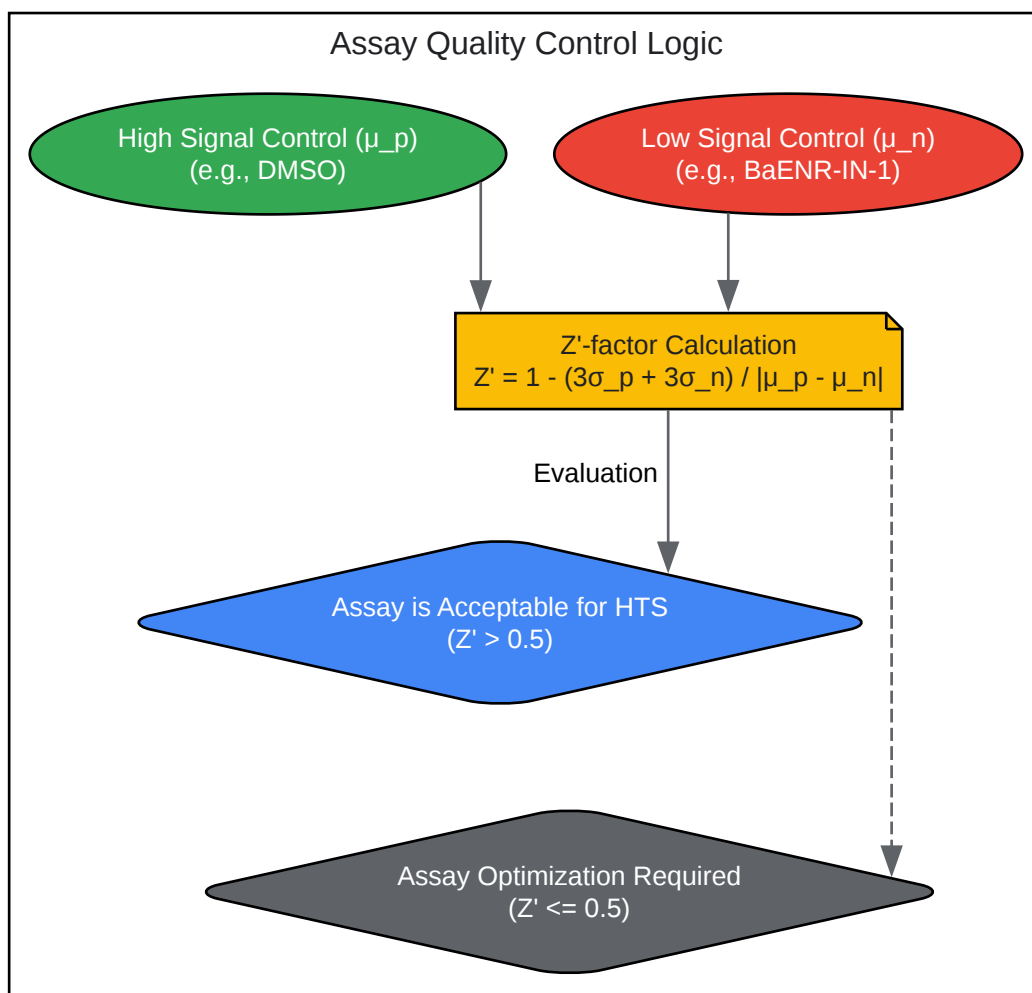 Assay Quality Control Logic
High Signal Control (μ_p)
(e.g., DMSO)
Low Signal Control (μ_n)
(e.g., BaENR-IN-1)
Z'-factor Calculation
Z' = 1 - (3σ_p + 3σ_n) / |μ_p - μ_n|
Evaluation
Assay is Acceptable for HTS
(Z' > 0.5)
Assay Optimization Required
(Z' <= 0.5)